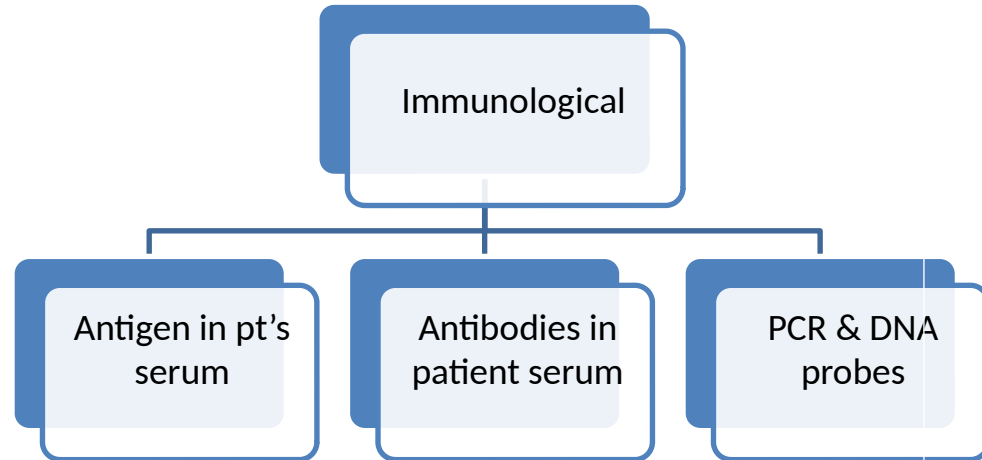 Immunological
Antigen in pt’s
serum
Antibodies in
patient serum
PCR & DNA
probes